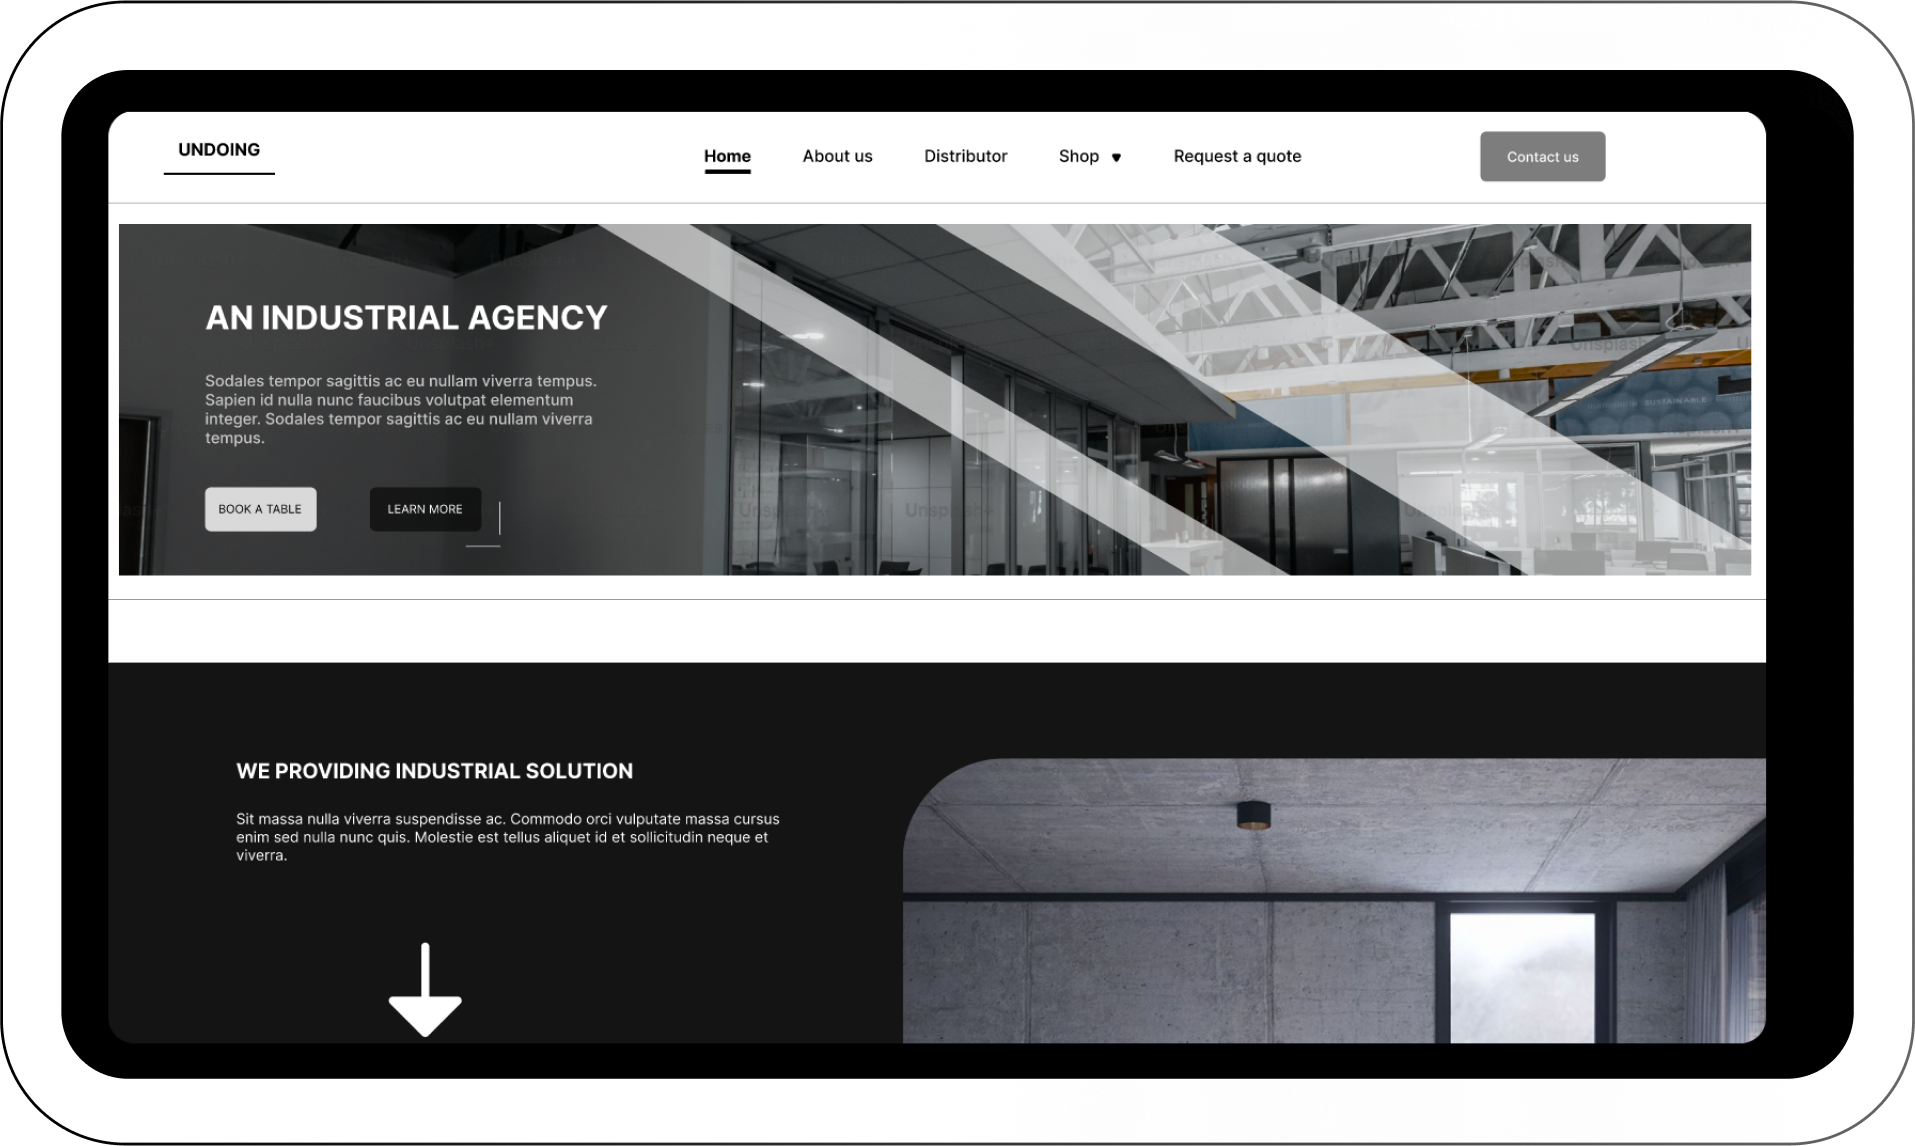 UNDOING
Home
About us
Distributor
Shop
Request a quote
Contact us
AN INDUSTRIAL AGENCY
Sodales tempor sagittis ac eu nullam viverra tempus.
Sapien id nulla nunc faucibus volutpat elementum
integer. Sodales tempor sagittis ac eu nullam viverra
tempus.
BOOK A TABLE
LEARN MORE
SUSTAINABLE
Unsplash+
Unsplash+
WE PROVIDING INDUSTRIAL SOLUTION
Sit massa nulla viverra suspendisse ac. Commodo orci vulputate massa cursus
enim sed nulla nunc quis. Molestie est tellus aliquet id et sollicitudin neque et
viverra.